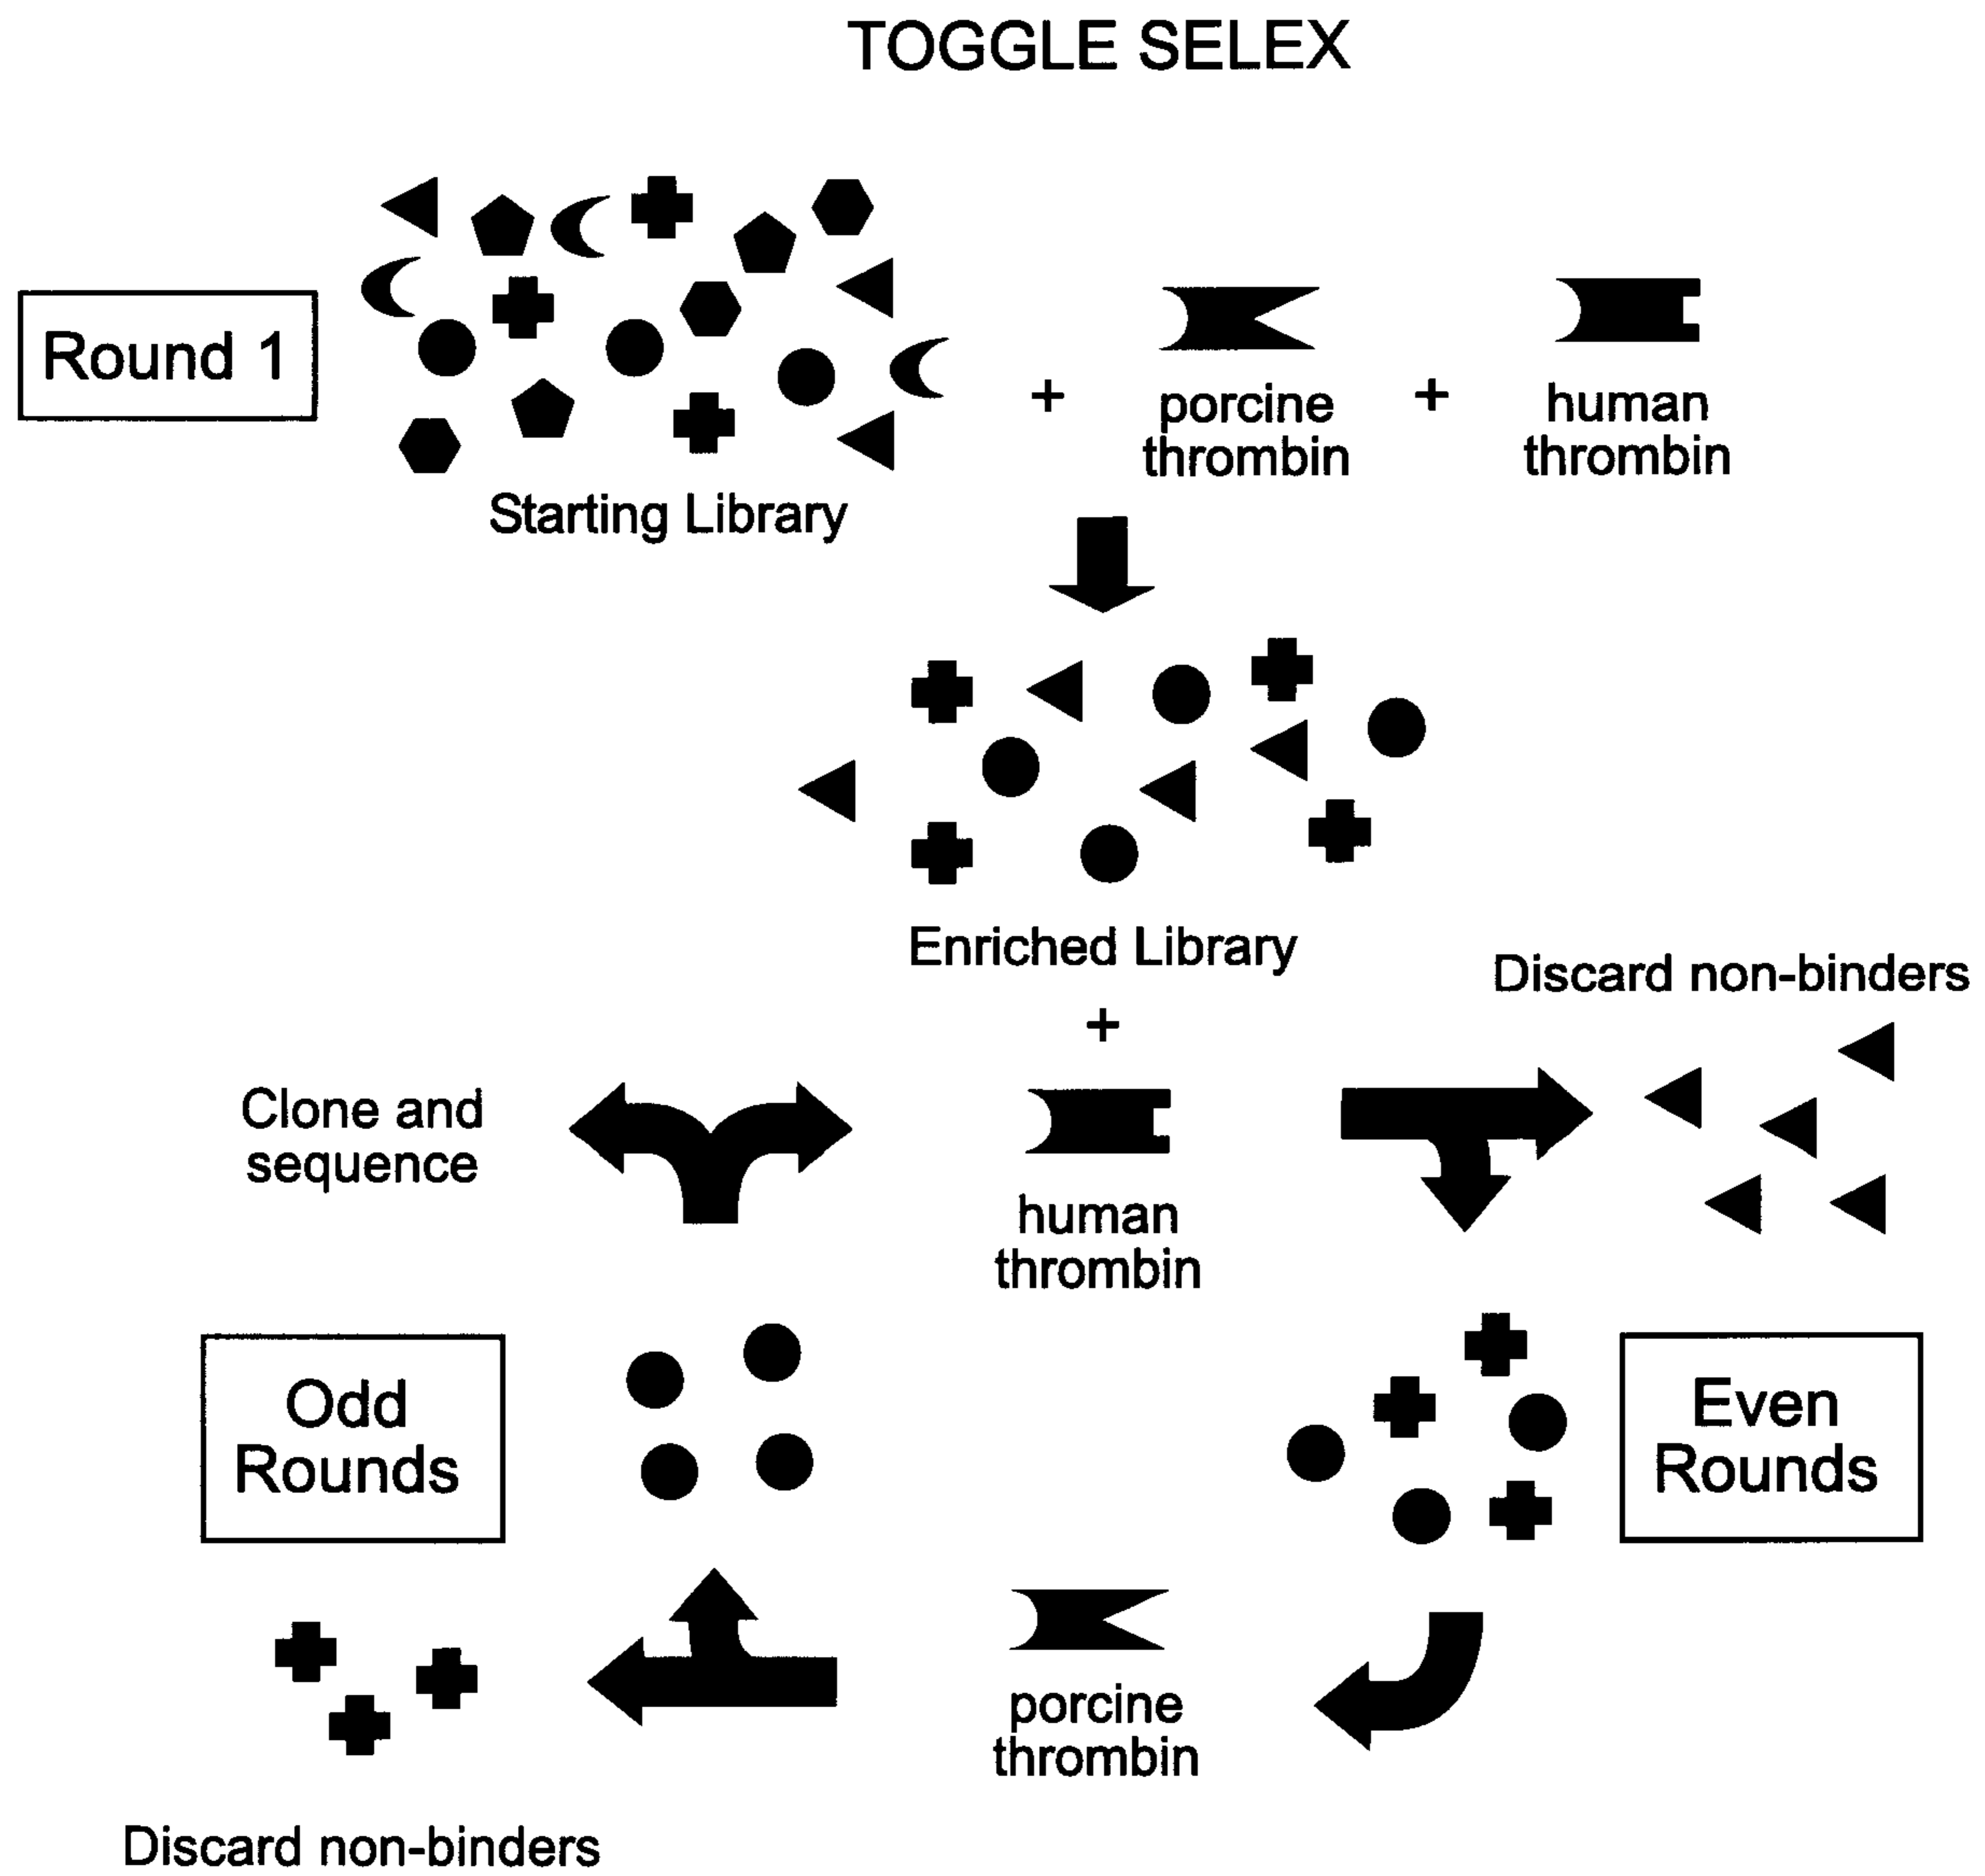 TOGGLE SELEX
Round 1
Starting Library
+
porcine
thrombin
+
human
thrombin
Enriched Library
+
Discard non-binders
Clone and
sequence
human
thrombin
Odd
Rounds
Even
Rounds
porcine
thrombin
Discard non-binders